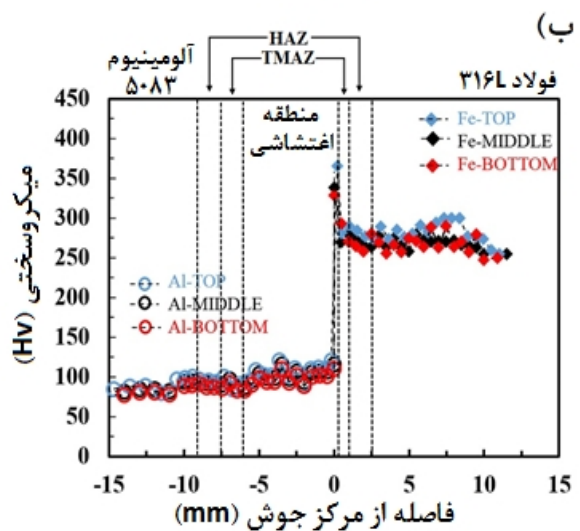 ب)
HAZ
TMAZ
آلومینیوم
۵۰۸۳
فولاد ۳۱۶L
منطقه
اغتشاشی
Fe-TOP
Fe-MIDDLE
Fe-BOTTOM
Al-TOP
Al-MIDDLE
Al-BOTTOM
میکروسختی (Hv)
450
400
350
300
250
200
150
100
50
0
-15 -10 -5 0 5 10 15
فاصله از مرکز جوش (mm)